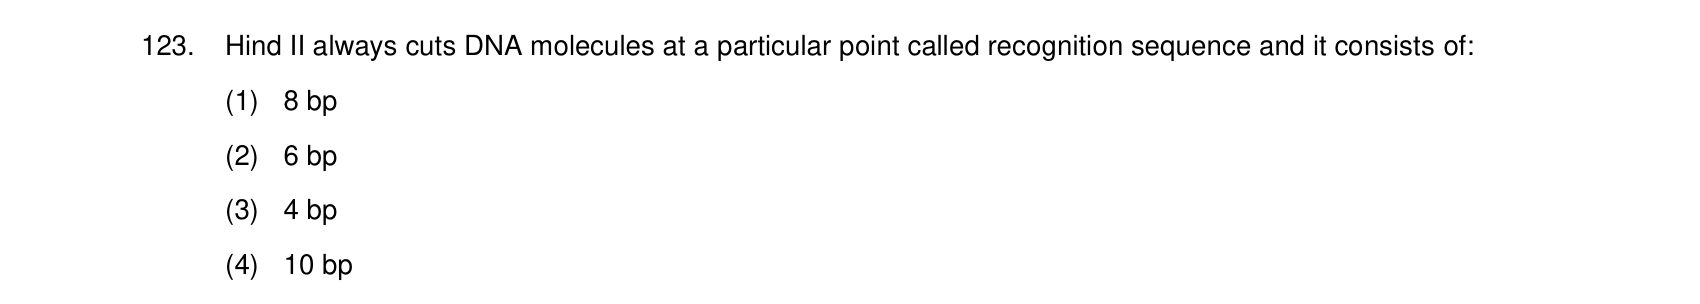 123. Hind II always cuts DNA molecules at a particular point called recognition sequence and it consists of:
(1) 8 bp
(2) 6 bp
(3) 4 bp
(4) 10 bp